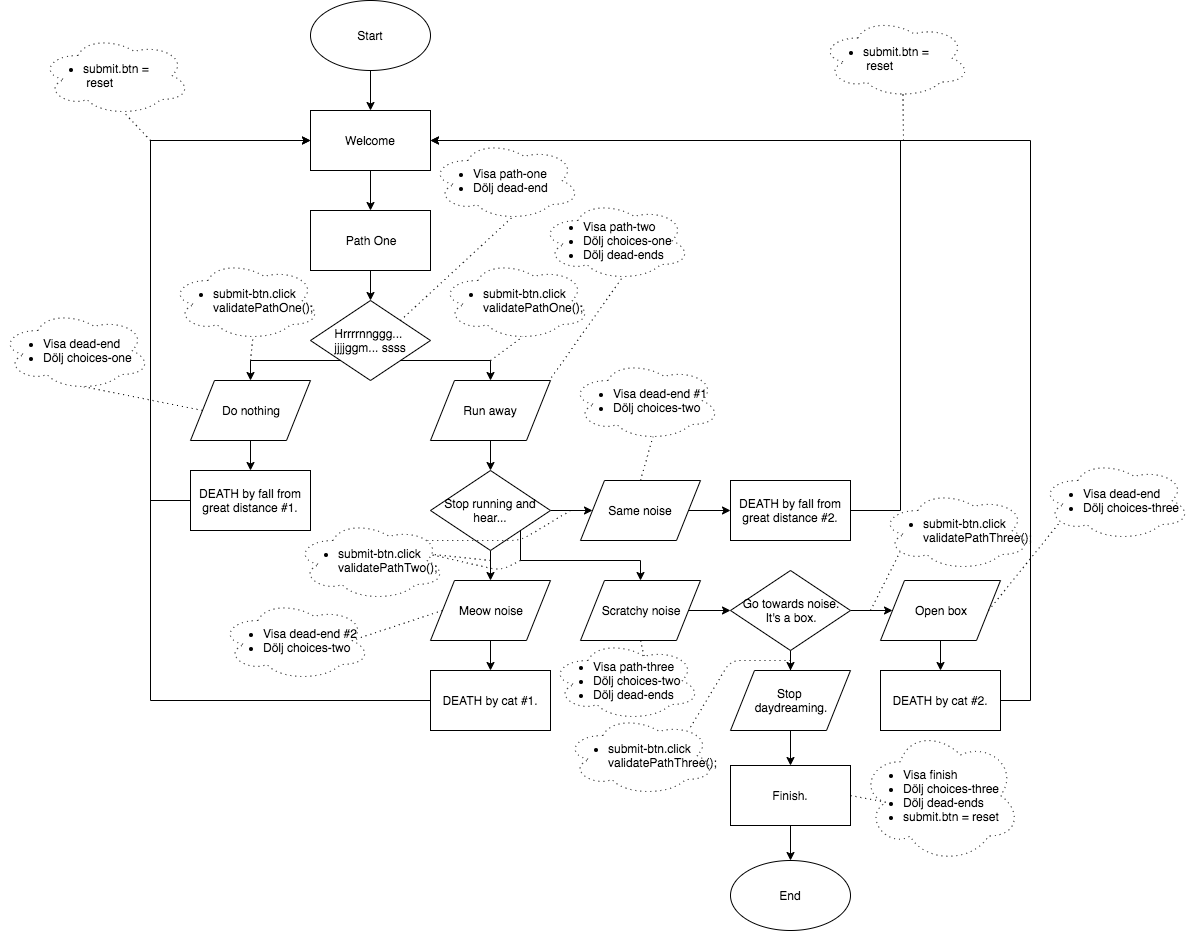 Start
submit.btn =
reset
submit.btn =
reset
Welcome
Visa path-one
Dölj dead-end
Path One
Visa path-two
Dölj choices-one
Dölj dead-ends
submit-btn.click
validatePathOne();
submit-btn.click
validatePathOne();
Hrrrrnnggg...
jjjjggm... ssss
Visa dead-end
Dölj choices-one
Do nothing
Run away
Visa dead-end #1
Dölj choices-two
DEATH by fall from
great distance #1.
Stop running and
hear...
Same noise
DEATH by fall from
great distance #2.
Visa dead-end
Dölj choices-three
submit-btn.click
validatePathThree();
submit-btn.click
validatePathTwo();
Meow noise
Scratchy noise
Go towards noise.
It's a box.
Open box
Visa dead-end #2
Dölj choices-two
Visa path-three
Dölj choices-two
Dölj dead-ends
DEATH by cat #1.
Stop
daydreaming.
DEATH by cat #2.
submit-btn.click
validatePathThree();
Finish.
Visa finish
Dölj choices-three
Dölj dead-ends
submit.btn = reset
End